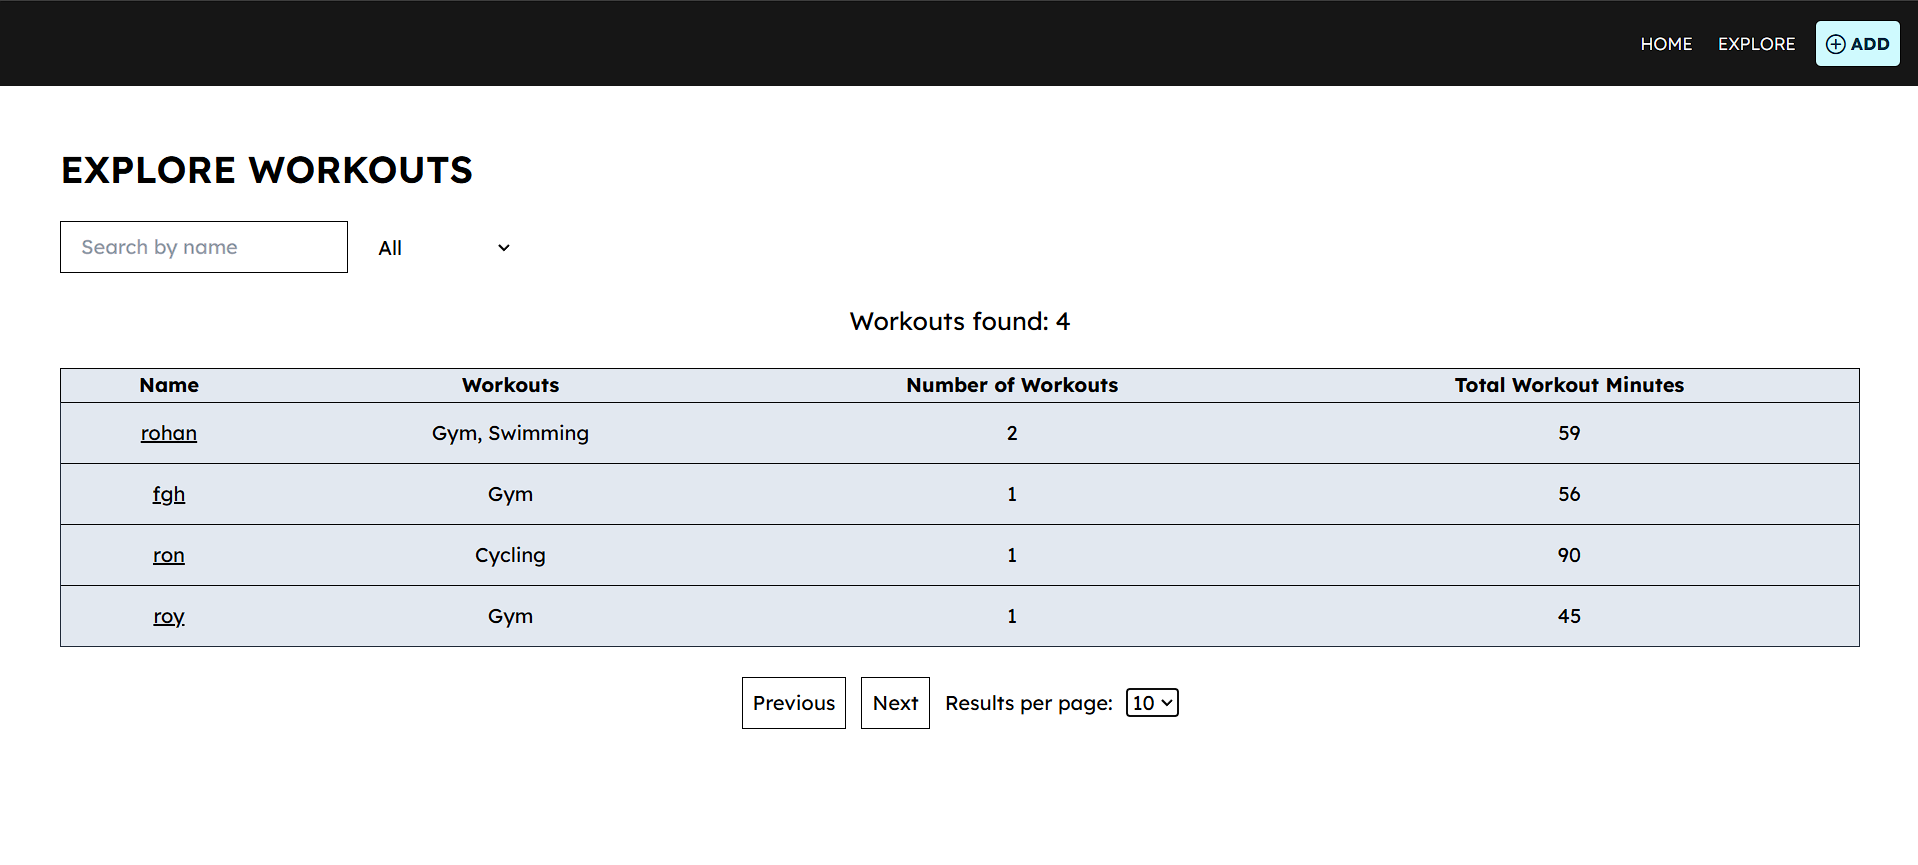 HOME EXPLORE ADD
EXPLORE WORKOUTS
Search by name All
Workouts found: 4
Name Workouts Number of Workouts Total Workout Minutes
rohan Gym, Swimming 2 59
fgh Gym 1 56
ron Cycling 1 90
roy Gym 1 45
Previous Next Results per page: 10